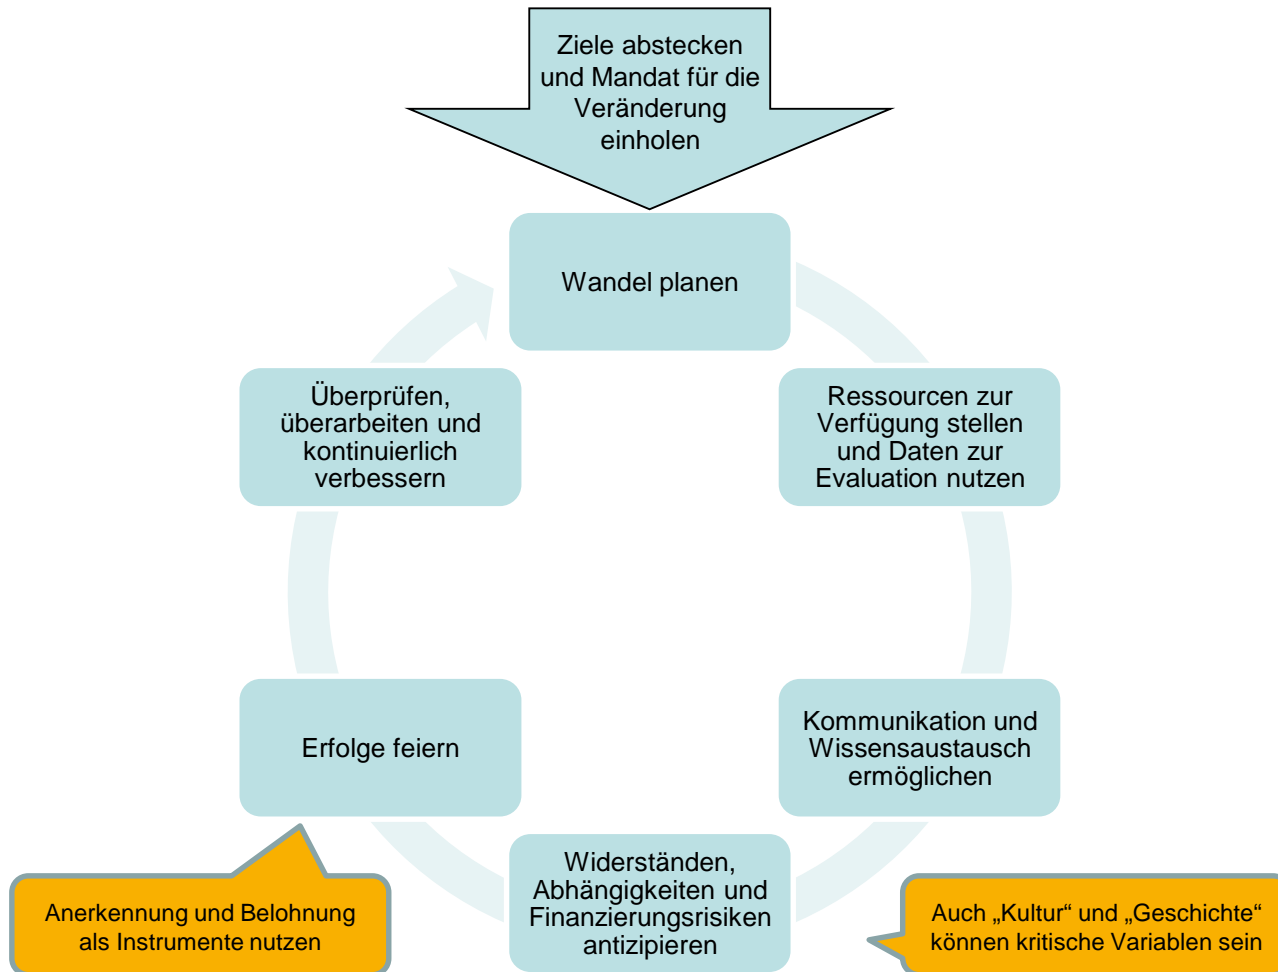 Ziele abstecken
und Mandat für die
Veränderung
einholen
Wandel planen
Ressourcen zur
Verfügung stellen
und Daten zur
Evaluation nutzen
Kommunikation und
Wissensaustausch
ermöglichen
Widerständen,
Abhängigkeiten und
Finanzierungsrisiken
antizipieren
Auch „Kultur“ und „Geschichte“
können kritische Variablen sein
Erfolge feiern
Anerkennung und Belohnung
als Instrumente nutzen
Überprüfen,
überarbeiten und
kontinuierlich
verbessern